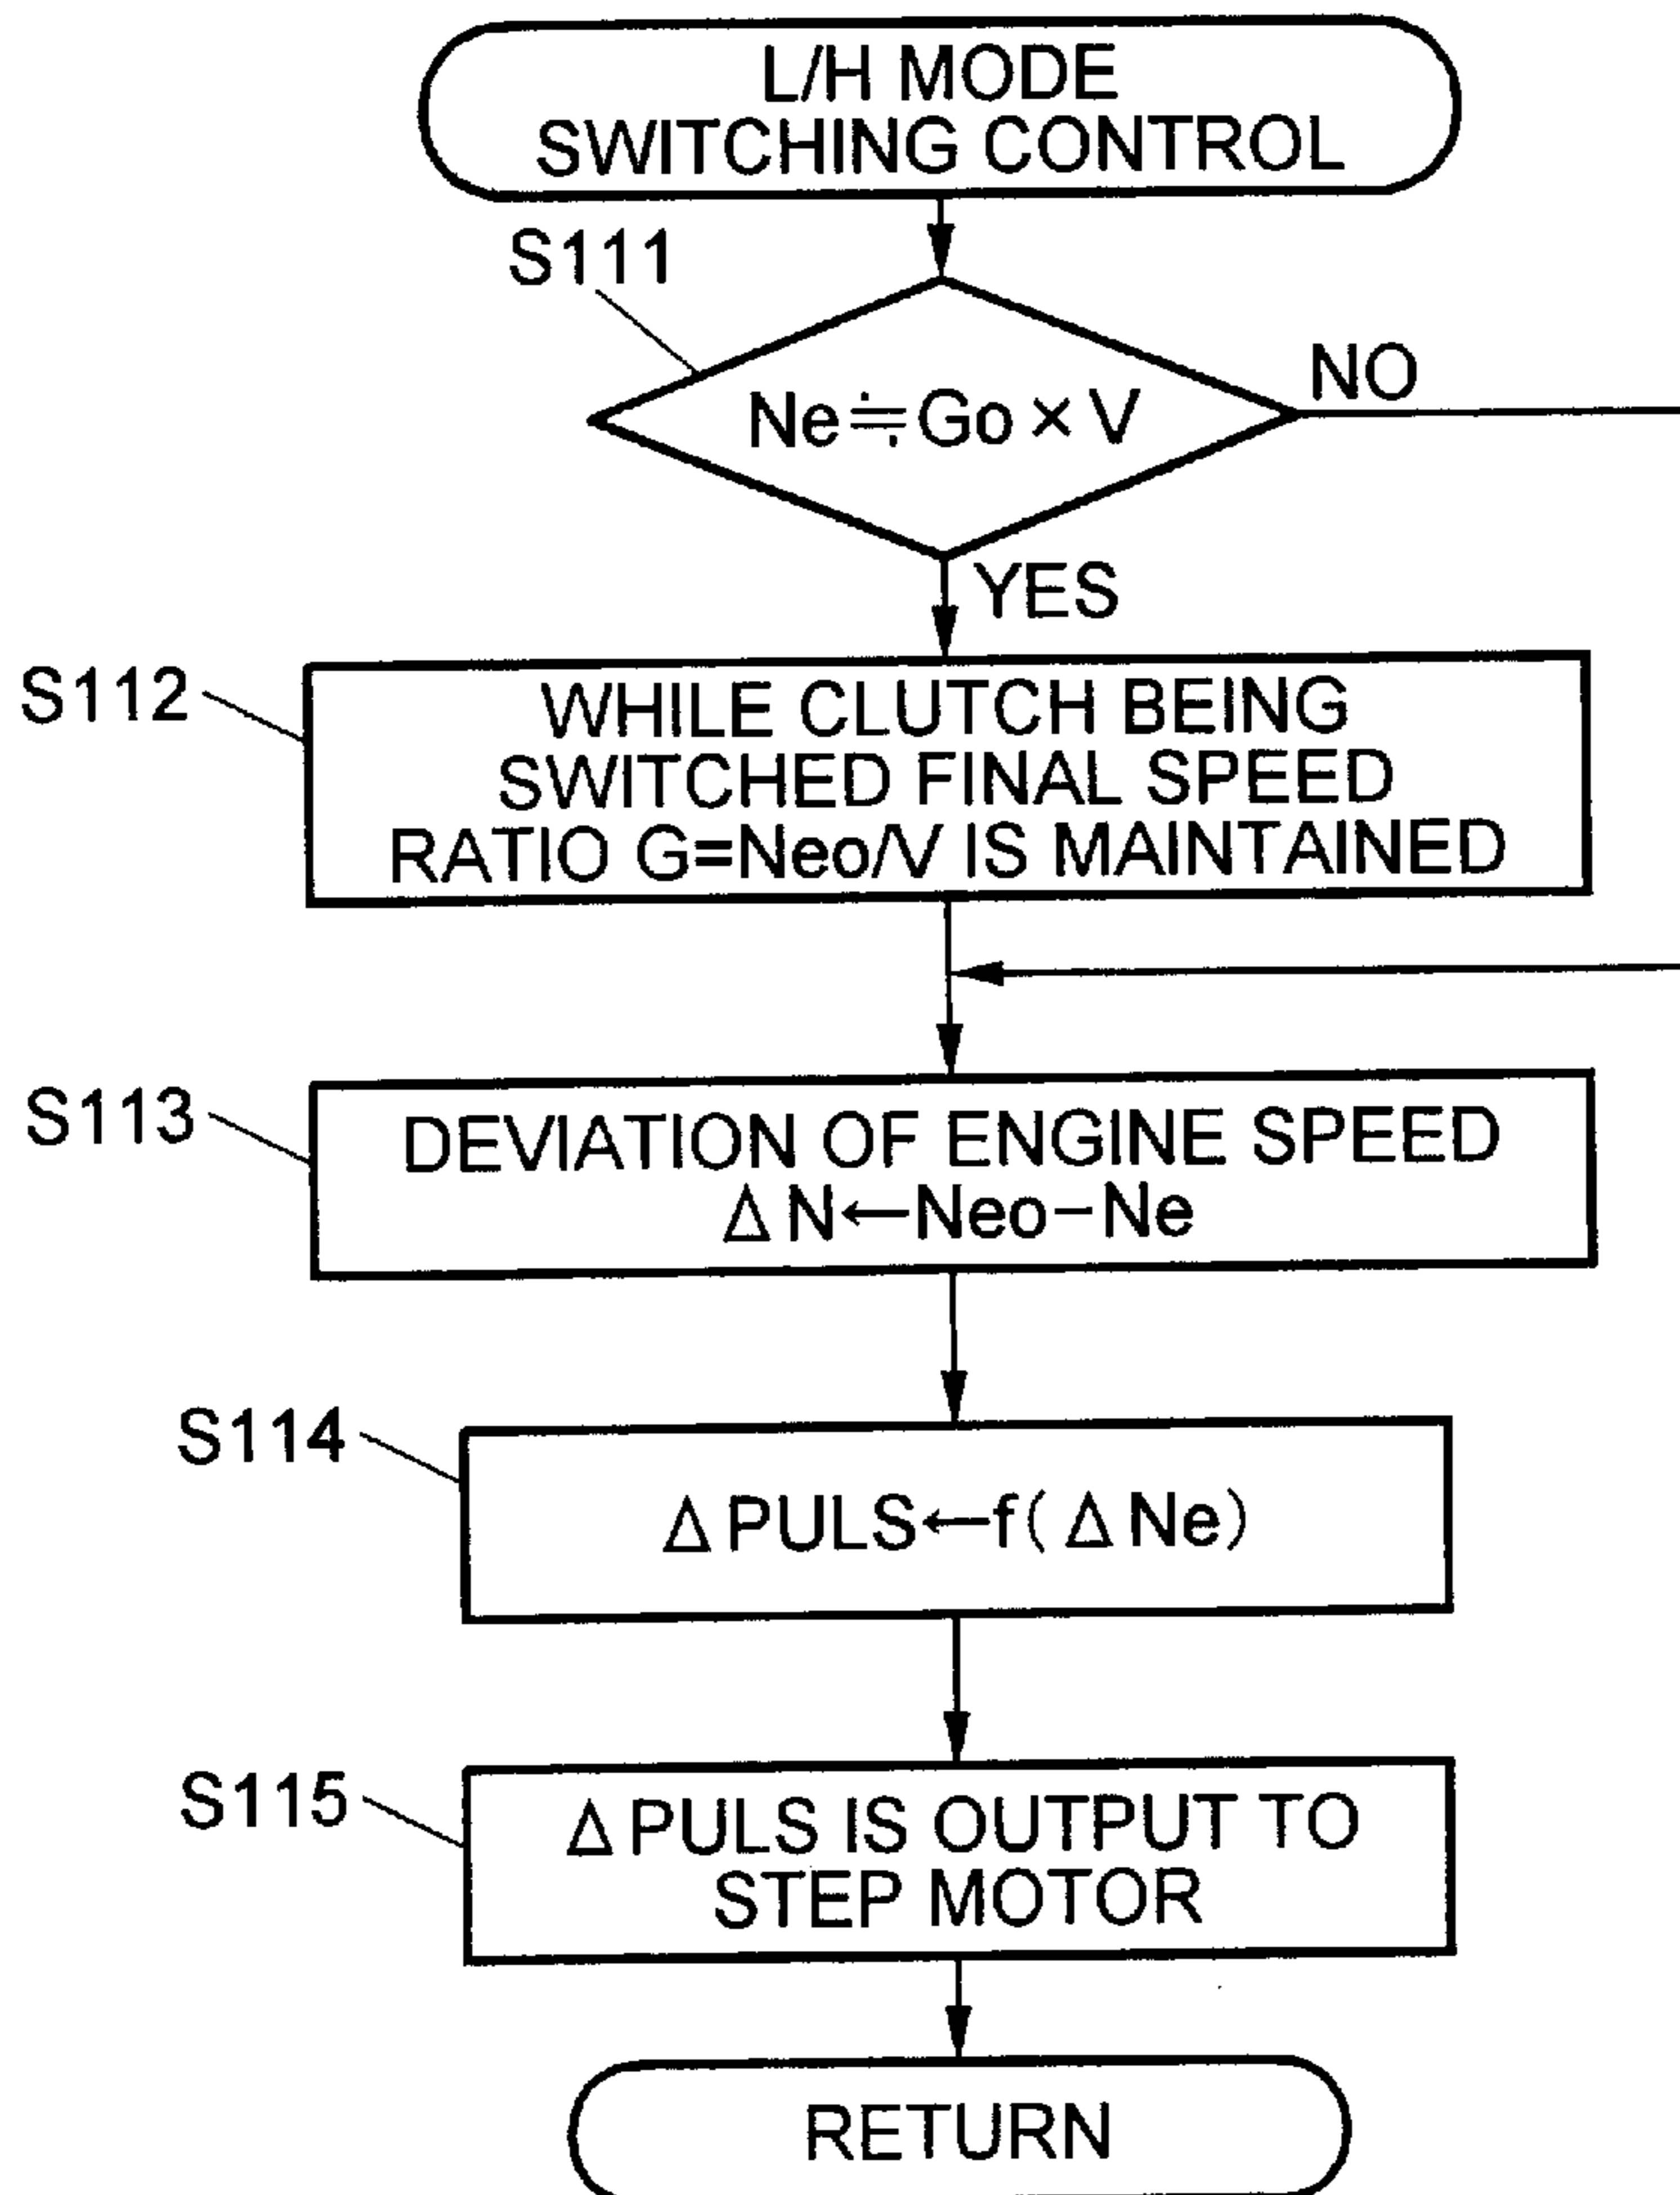 L/H MODE
SWITCHING CONTROL
S111
Ne≒Go×V
NO
YES
S112
WHILE CLUTCH BEING
SWITCHED FINAL SPEED
RATIO G=Neo/V IS MAINTAINED
S113
DEVIATION OF ENGINE SPEED
ΔN←Neo−Ne
S114
ΔPULS←f(ΔNe)
S115
ΔPULS IS OUTPUT TO
STEP MOTOR
RETURN